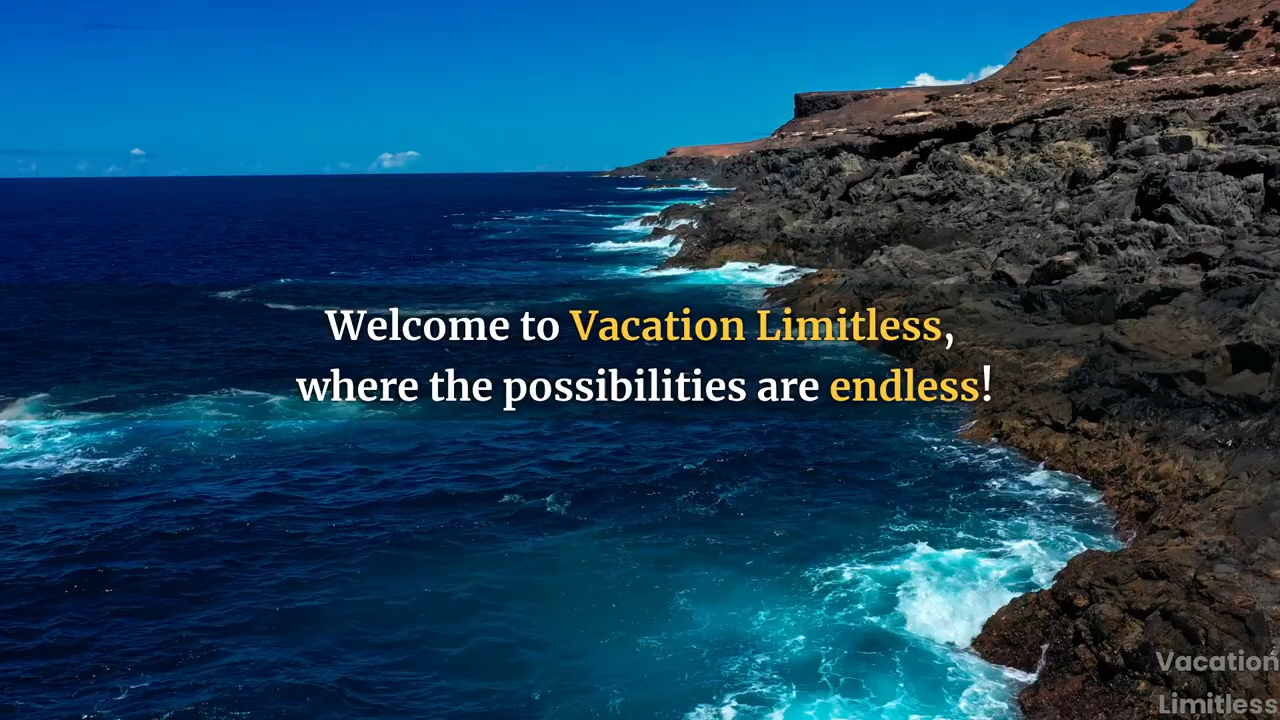 Welcome to Vacation Limitless,
where the possibilities are endless!
Vacation
Limitless